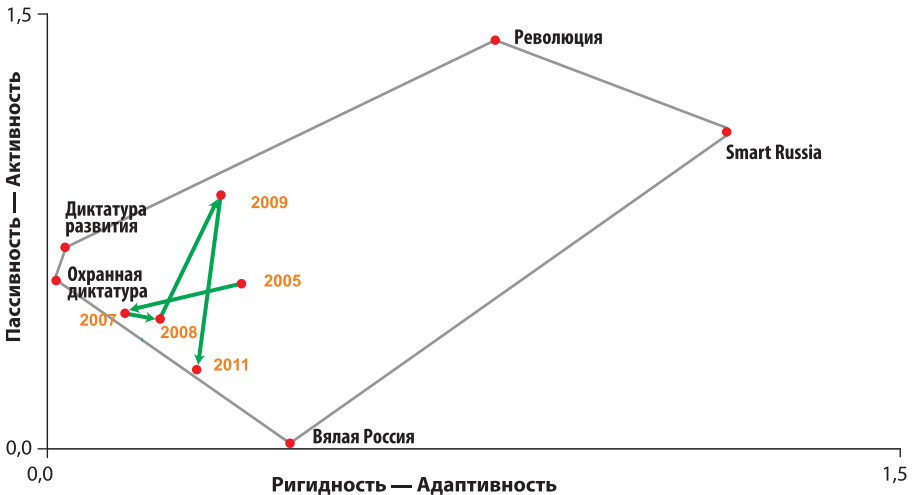 1,5
Революция
Smart Russia
Пассивность — Активность
2009
Диктатура
развития
Охранная
диктатура
2005
2007
2008
2011
Вялая Россия
0,0
0,0
1,5
Ригидность — Адаптивность